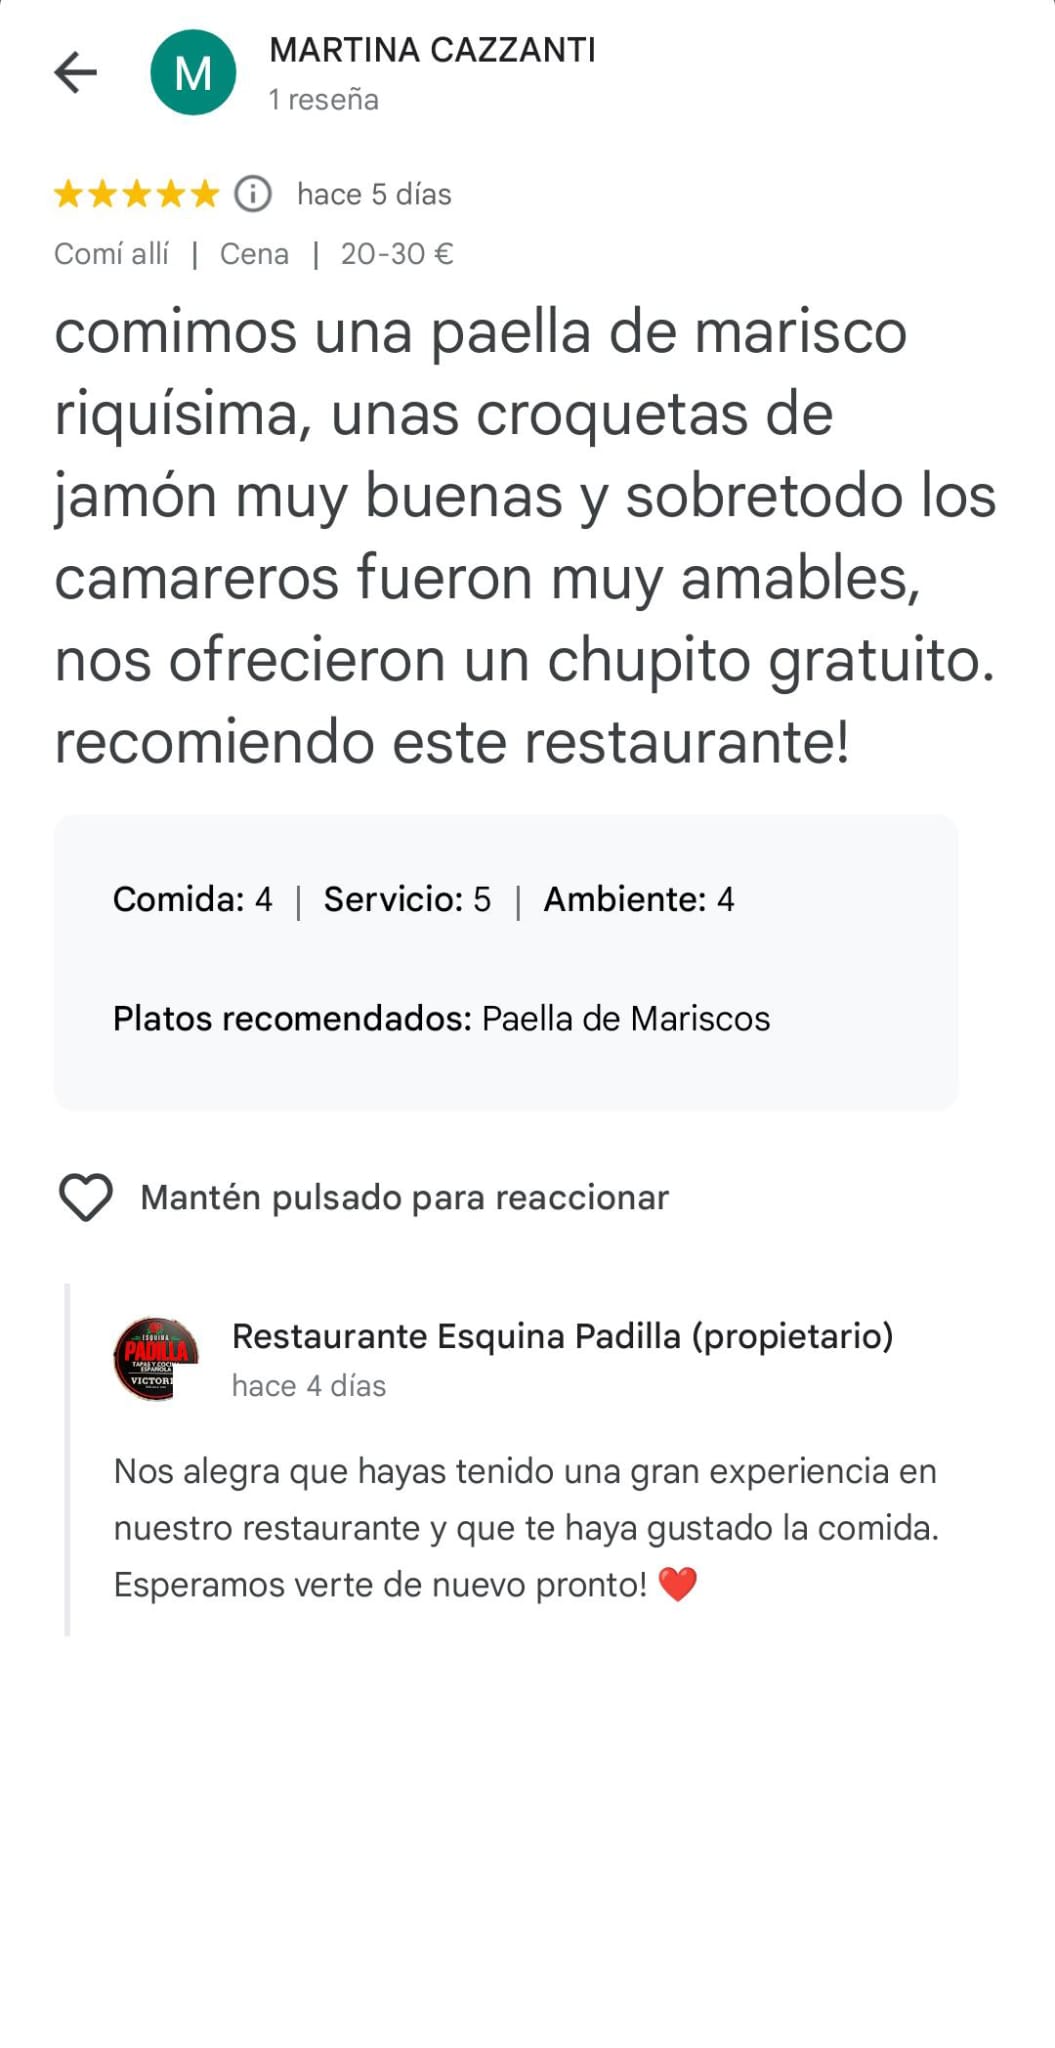 MARTINA CAZZANTI
M
1 reseña
hace 5 días
Comí allí | Cena | 20-30 €
comimos una paella de marisco
riquísima, unas croquetas de
jamón muy buenas y sobretodo los
camareros fueron muy amables,
nos ofrecieron un chupito gratuito.
recomiendo este restaurante!
Comida: 4 | Servicio: 5 | Ambiente: 4
Platos recomendados: Paella de Mariscos
Mantén pulsado para reaccionar
ESQUINA
PADILLA
TAPAS Y COCI
ESPAÑOLA
VICTORI
Restaurante Esquina Padilla (propietario)
hace 4 días
Nos alegra que hayas tenido una gran experiencia en
nuestro restaurante y que te haya gustado la comida.
Esperamos verte de nuevo pronto! ❤️